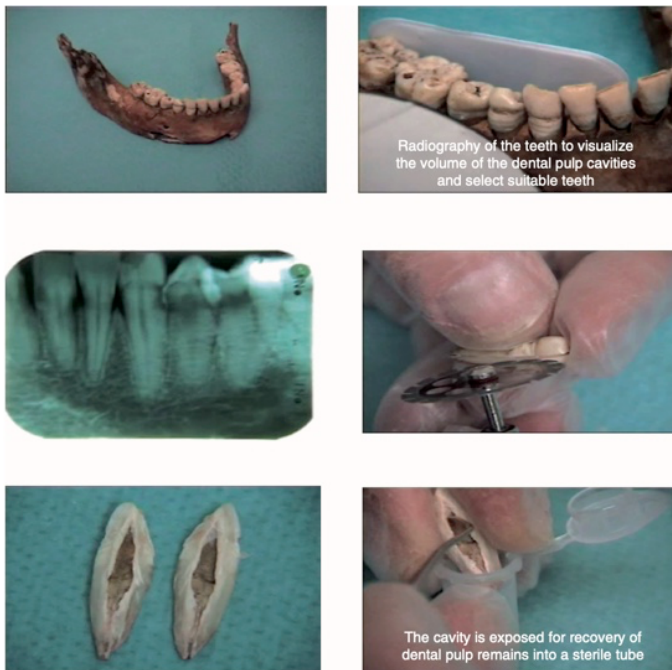 Radiography of the teeth to visualize
the volume of the dental pulp cavities
and select suitable teeth
The cavity is exposed for recovery of
dental pulp remains into a sterile tube